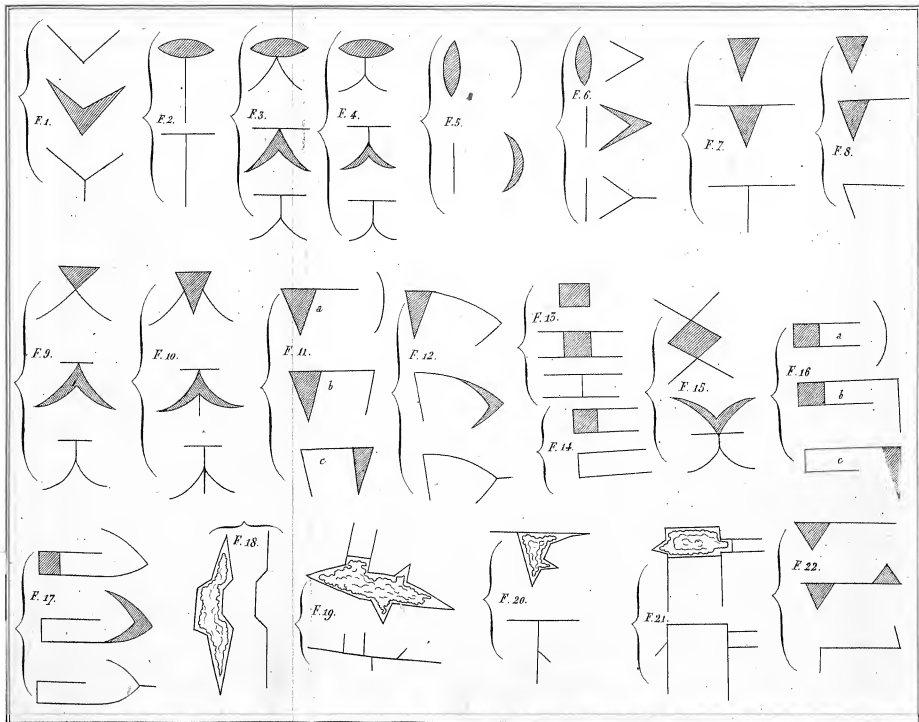 F.1.
F.2.
F.3.
F.4.
F.5.
F.6.
F.7.
F.8.
F.9.
F.10.
a
F.11.
b
c
F.12.
F.13.
F.14.
F.15.
a
F.16
b
c
F.17.
F.18.
F.19.
F.20.
F.21.
F.22.